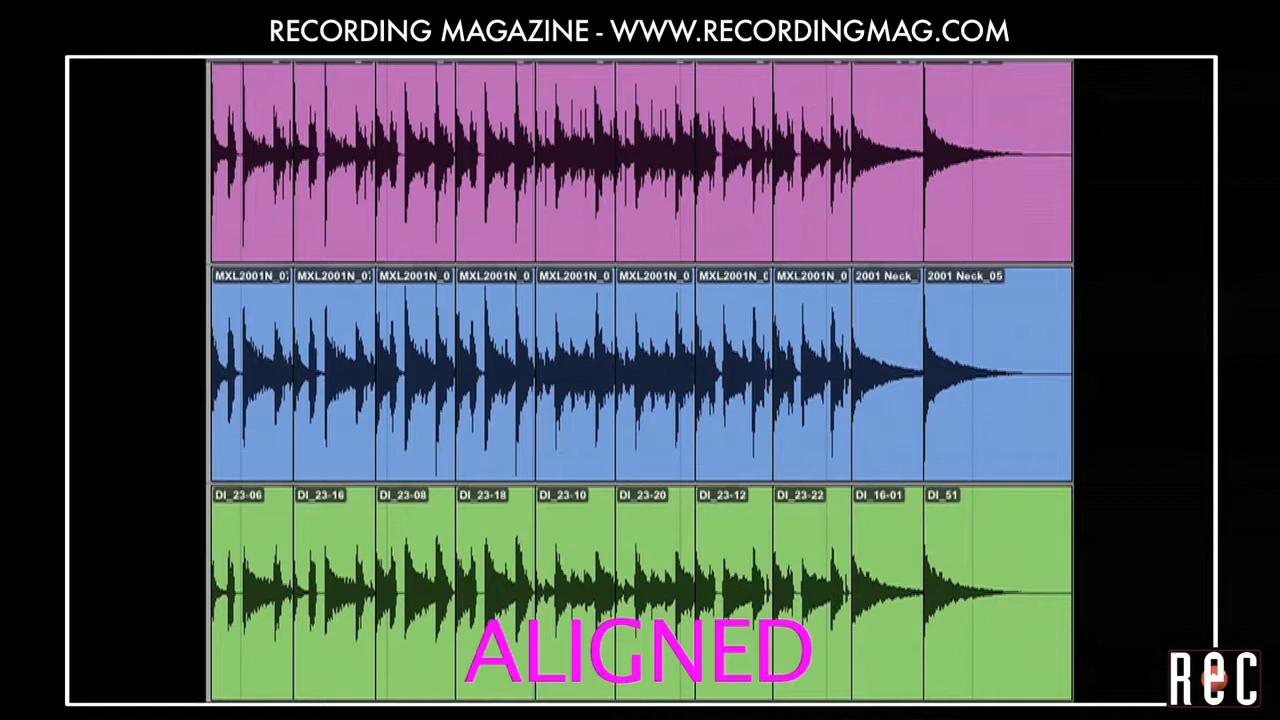 RECORDING MAGAZINE - WWW.RECORDINGMAG.COM
MXL2001N_0 MXL2001N_0 MXL2001N_0 MXL2001N_0 MXL2001N_0 MXL2001N_0 MXL2001N_0 MXL2001N_0 2001 Neck_ 2001 Neck_05
DI_23-06 DI_23-16 DI_23-08 DI_23-18 DI_23-10 DI_23-20 DI_23-12 DI_23-22 DI_16-01 DI_51
ALIGNED
REC